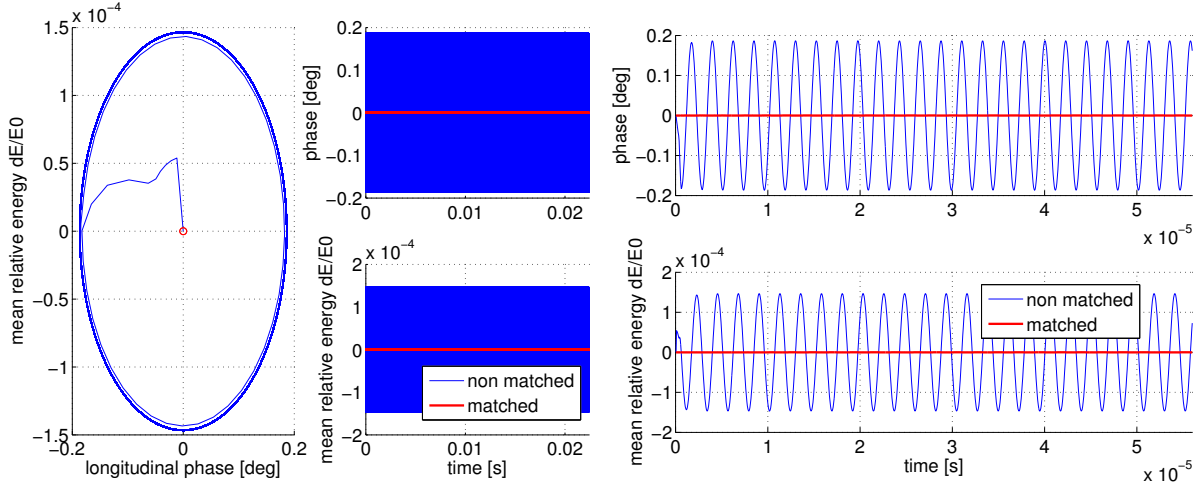 x 10⁻⁴
mean relative energy dE/E0
1.5
1
0.5
0
−0.5
−1
−1.5
−0.2
0
0.2
longitudinal phase [deg]
phase [deg]
0.2
0.1
0
−0.1
−0.2
0
0.01
0.02
x 10⁻⁴
mean relative energy dE/E0
2
1
0
−1
−2
non matched
matched
0
0.01
0.02
time [s]
phase [deg]
0.2
0.1
0
−0.1
−0.2
0
1
2
3
4
5
x 10⁻⁵
x 10⁻⁴
mean relative energy dE/E0
2
1
0
−1
−2
non matched
matched
0
1
2
3
4
5
time [s]
x 10⁻⁵